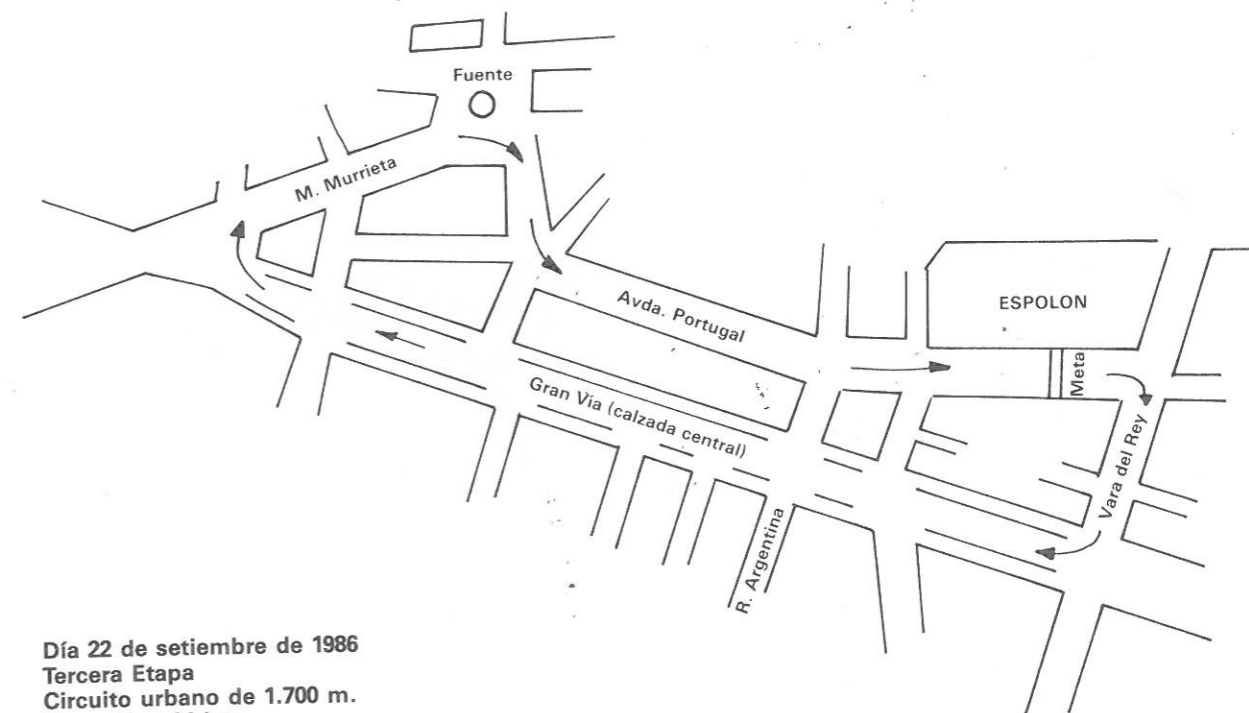 Fuente
M. Murrieta
Avda. Portugal
ESPOLON
Meta
Gran Vía (calzada central)
Vara del Rey
R. Argentina
Día 22 de setiembre de 1986
Tercera Etapa
Circuito urbano de 1.700 m.